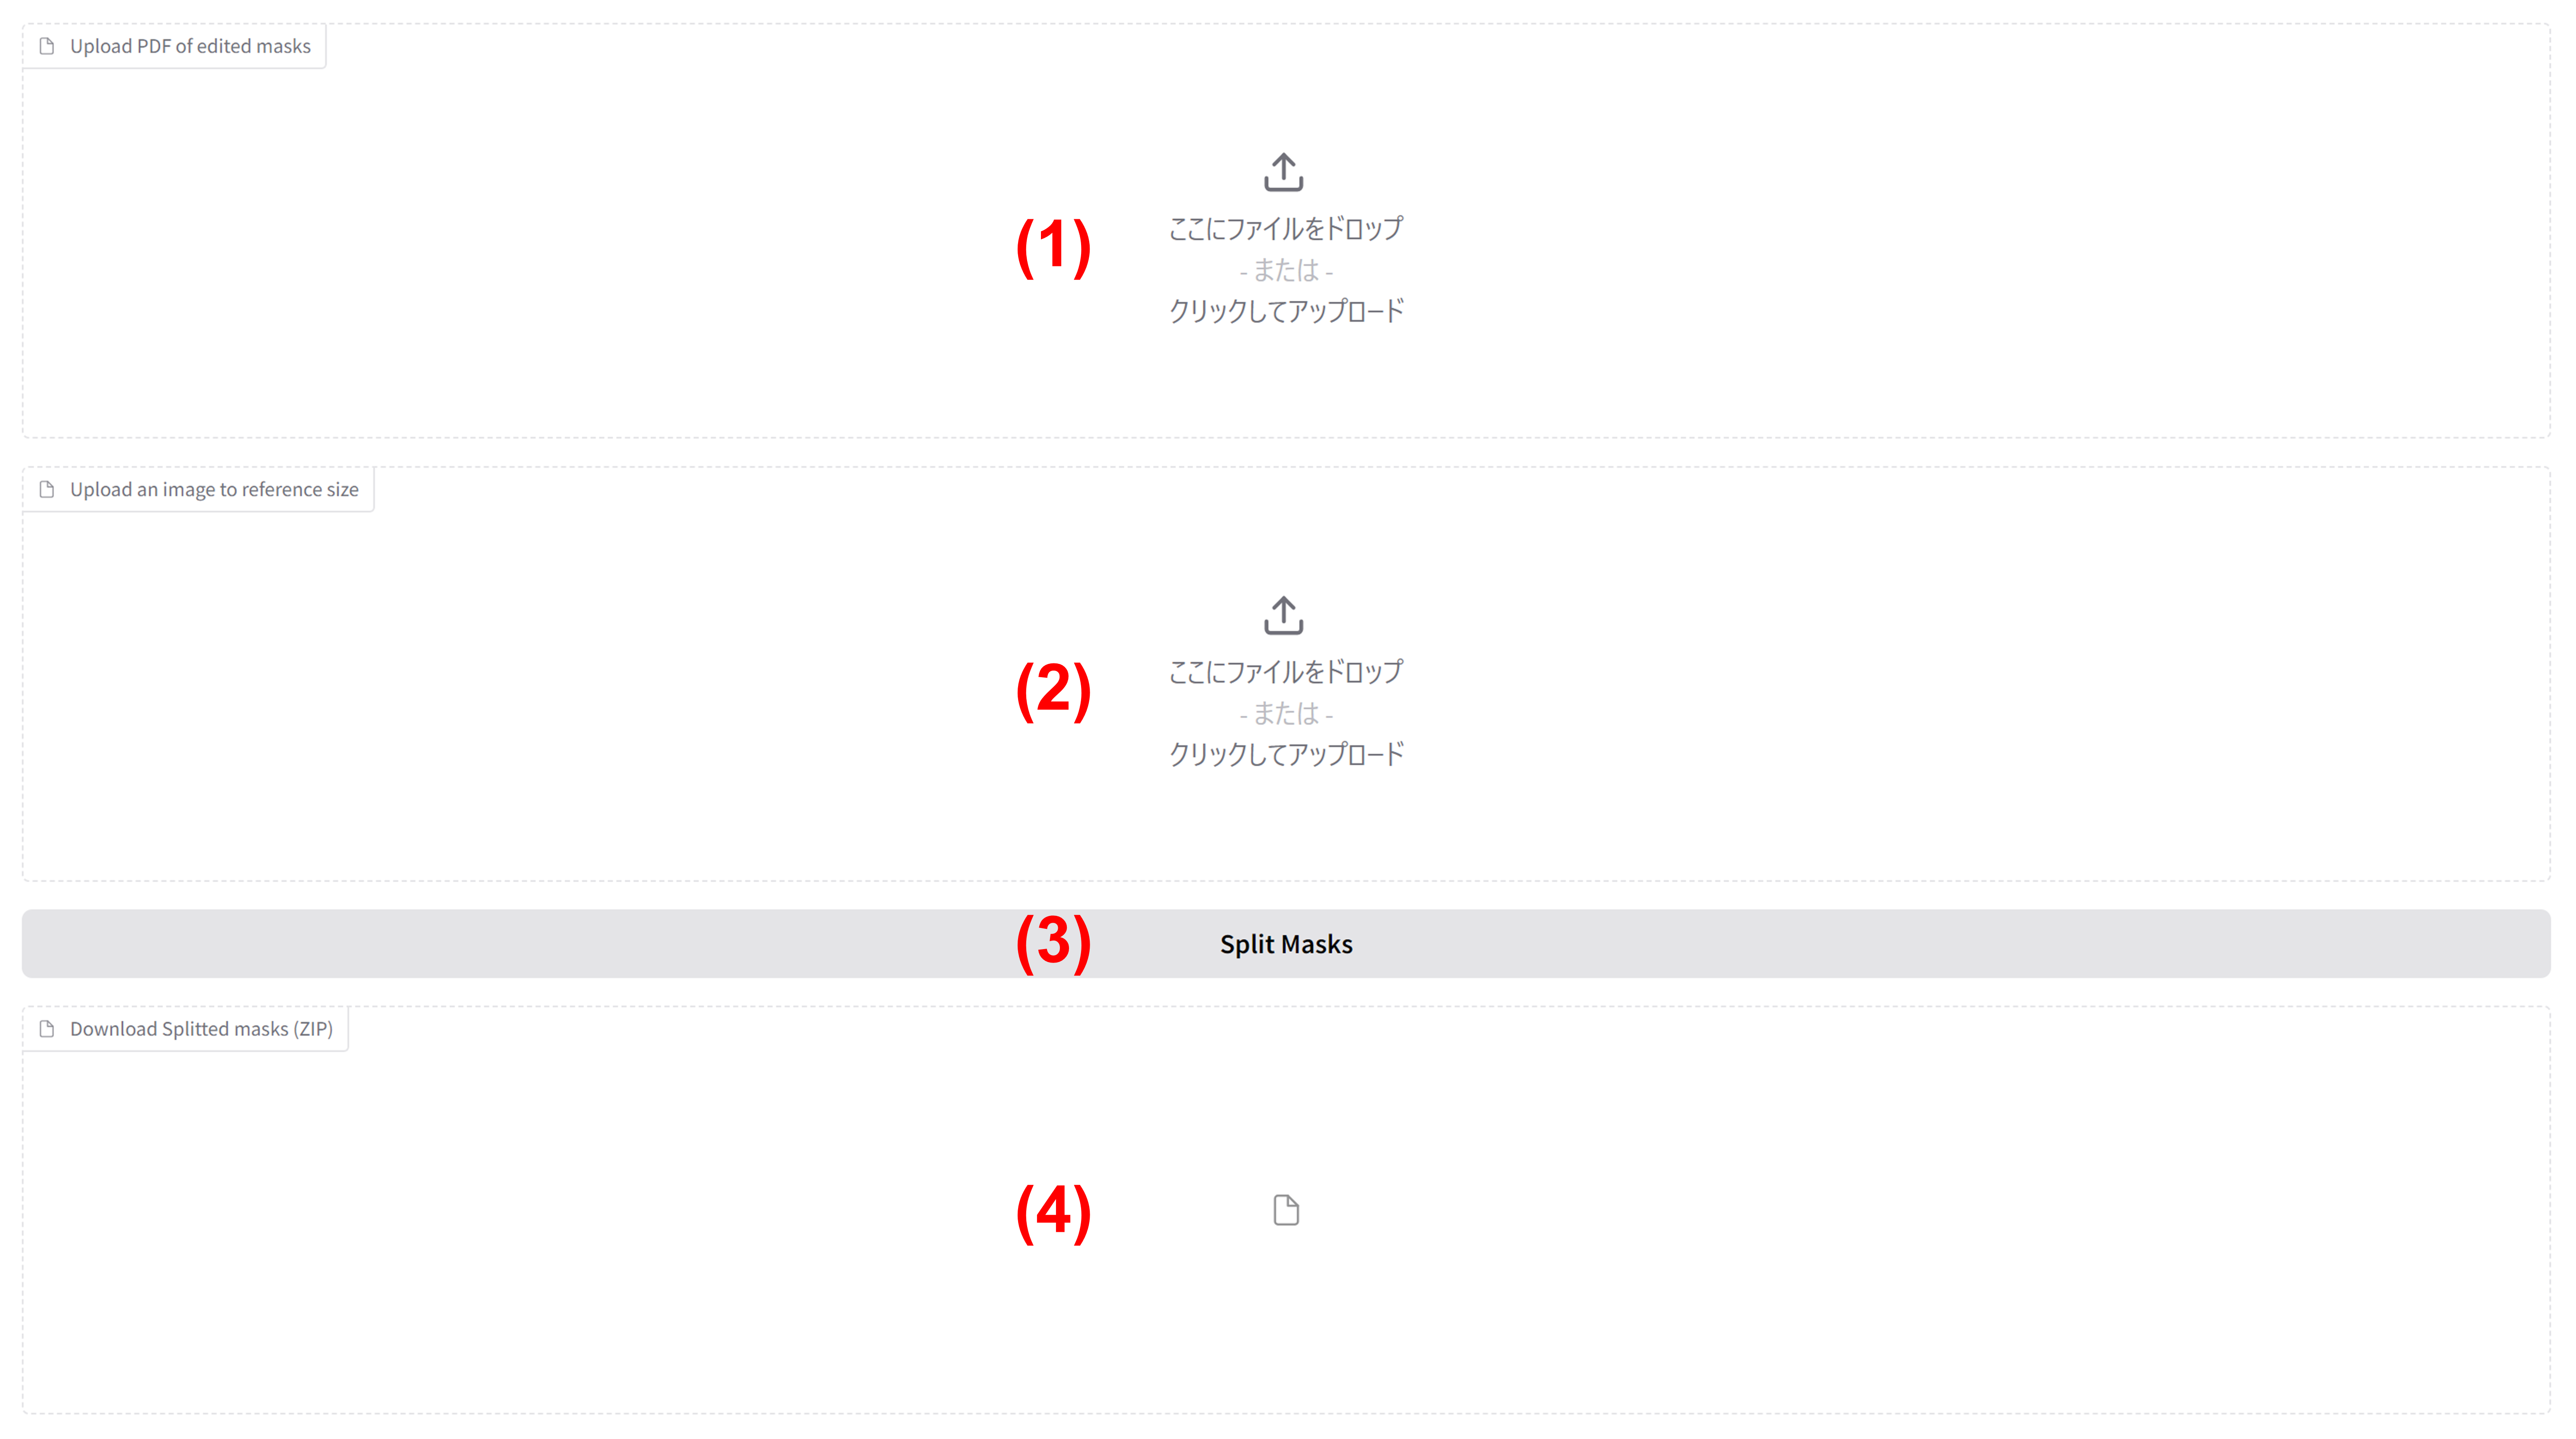 Upload PDF of edited masks
(1)
ここにファイルをドロップ
- または -
クリックしてアップロード
Upload an image to reference size
(2)
ここにファイルをドロップ
- または -
クリックしてアップロード
(3)
Split Masks
Download Splitted masks (ZIP)
(4)